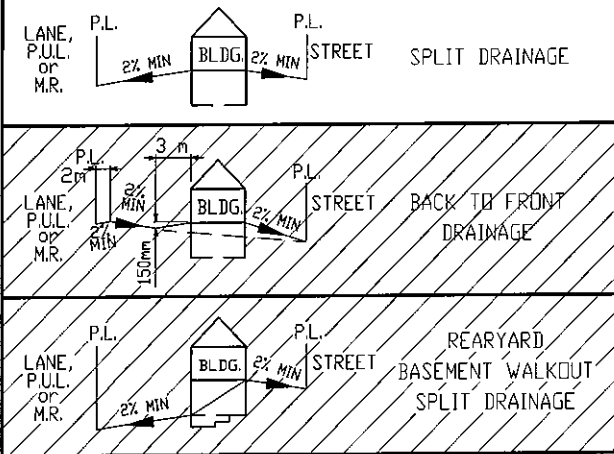 LANE,
P.U.L.
or
M.R.
P.L.
2% MIN
BLDG.
2% MIN
P.L.
STREET
SPLIT DRAINAGE
LANE,
P.U.L.
or
M.R.
P.L.
2m
2% MIN
2% MIN
150mm
3 m
BLDG.
2% MIN
P.L.
STREET
BACK TO FRONT
DRAINAGE
LANE,
P.U.L.
or
M.R.
P.L.
2% MIN
BLDG.
2% MIN
P.L.
STREET
REARYARD
BASEMENT WALKOUT
SPLIT DRAINAGE